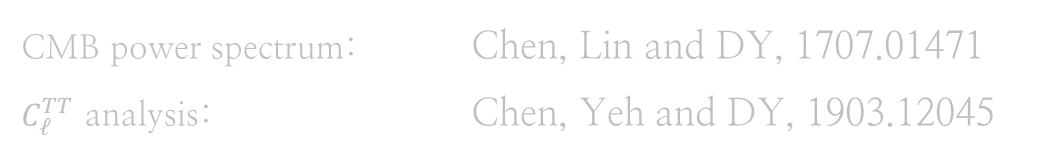 CMB power spectrum: Chen, Lin and DY, 1707.01471
$C_\ell^{TT}$ analysis: Chen, Yeh and DY, 1903.12045